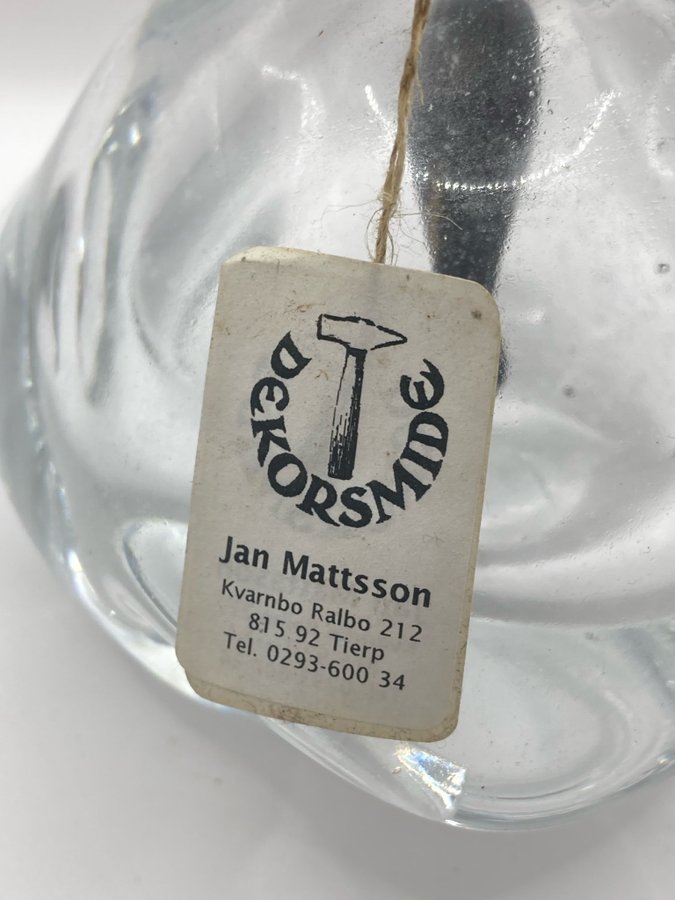 DEKORSMIDE
Jan Mattsson
Kvarnbo Ralbo 212
815 92 Tierp
Tel. 0293-600 34